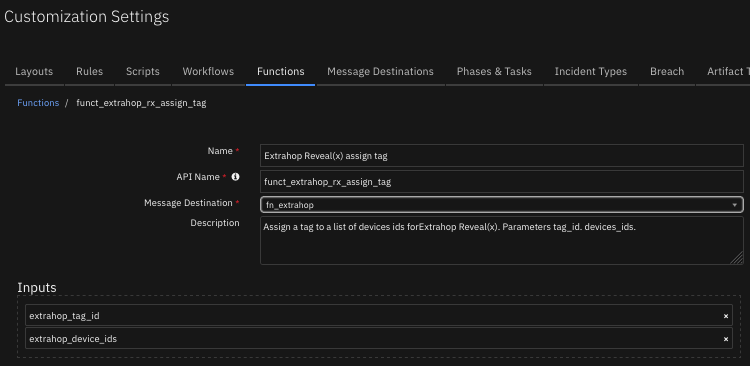 Customization Settings
Layouts Rules Scripts Workflows Functions Message Destinations Phases & Tasks Incident Types Breach Artifact T
Functions / funct_extrahop_rx_assign_tag
Name * Extrahop Reveal(x) assign tag
API Name * funct_extrahop_rx_assign_tag
Message Destination * fn_extrahop
Description Assign a tag to a list of devices ids forExtrahop Reveal(x). Parameters tag_id. devices_ids.
Inputs
extrahop_tag_id ×
extrahop_device_ids ×